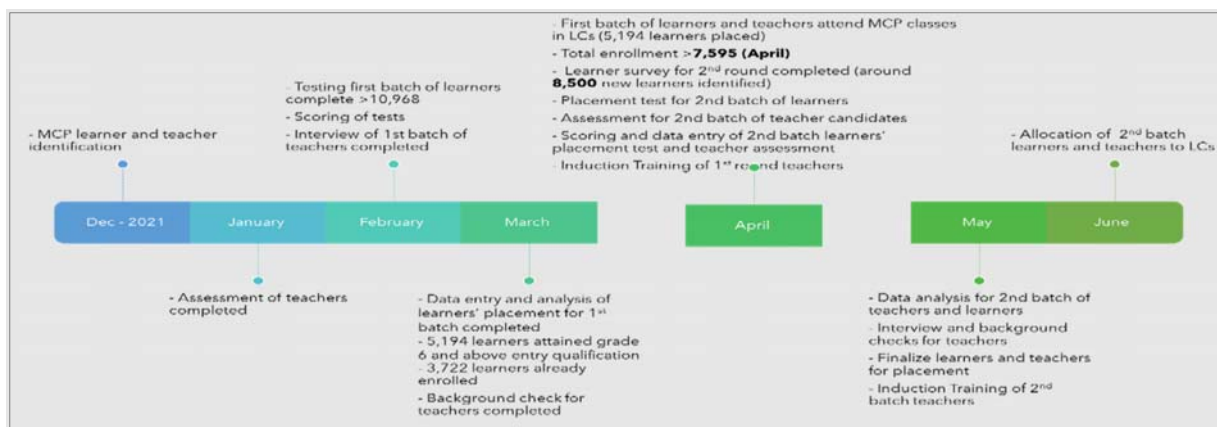 - First batch of learners and teachers attend MCP classes
in LCs (5,194 learners placed)
- Total enrollment >7,595 (April)
- Learner survey for 2nd round completed (around
8,500 new learners identified)
- Placement test for 2nd batch of learners
- Assessment for 2nd batch of teacher candidates
- Scoring and data entry of 2nd batch learners'
placement test and teacher assessment
- Induction Training of 1st round teachers
- Testing first batch of learners
complete >10,968
- Scoring of tests
- Interview of 1st batch of
teachers completed
- MCP learner and teacher
identification
- Allocation of 2nd batch
learners and teachers to LCs
Dec - 2021
January
February
March
April
May
June
- Assessment of teachers
completed
- Data entry and analysis of
learners' placement for 1st
batch completed
- 5,194 learners attained grade
6 and above entry qualification
- 3,722 learners already
enrolled
- Background check for
teachers completed
- Data analysis for 2nd batch of
teachers and learners
- Interview and background
checks for teachers
- Finalize learners and teachers
for placement
- Induction Training of 2nd
batch teachers